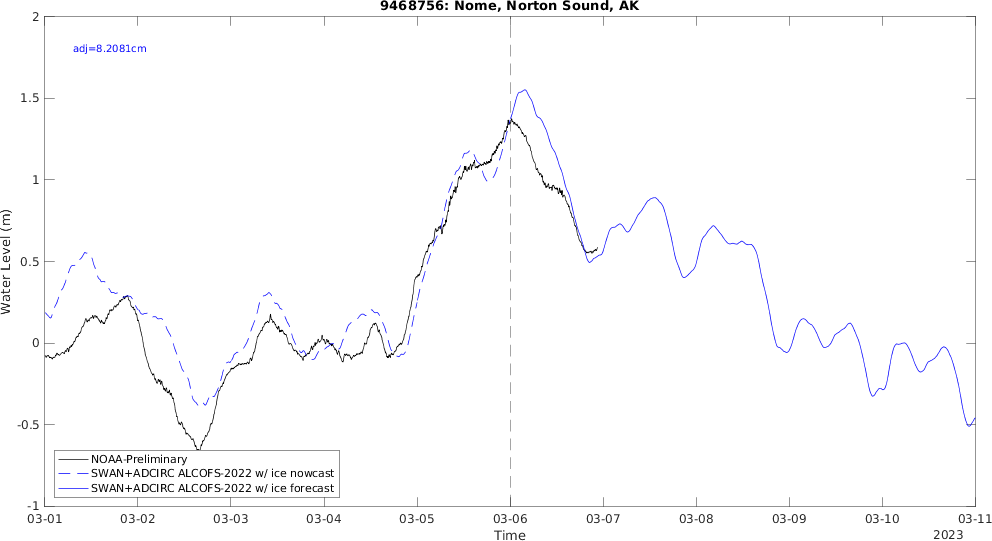 9468756: Nome, Norton Sound, AK
adj=8.2081cm
Water Level (m)
2
1.5
1
0.5
0
-0.5
-1
NOAA-Preliminary
SWAN+ADCIRC ALCOFS-2022 w/ ice nowcast
SWAN+ADCIRC ALCOFS-2022 w/ ice forecast
03-01 03-02 03-03 03-04 03-05 03-06 03-07 03-08 03-09 03-10 03-11
Time
2023